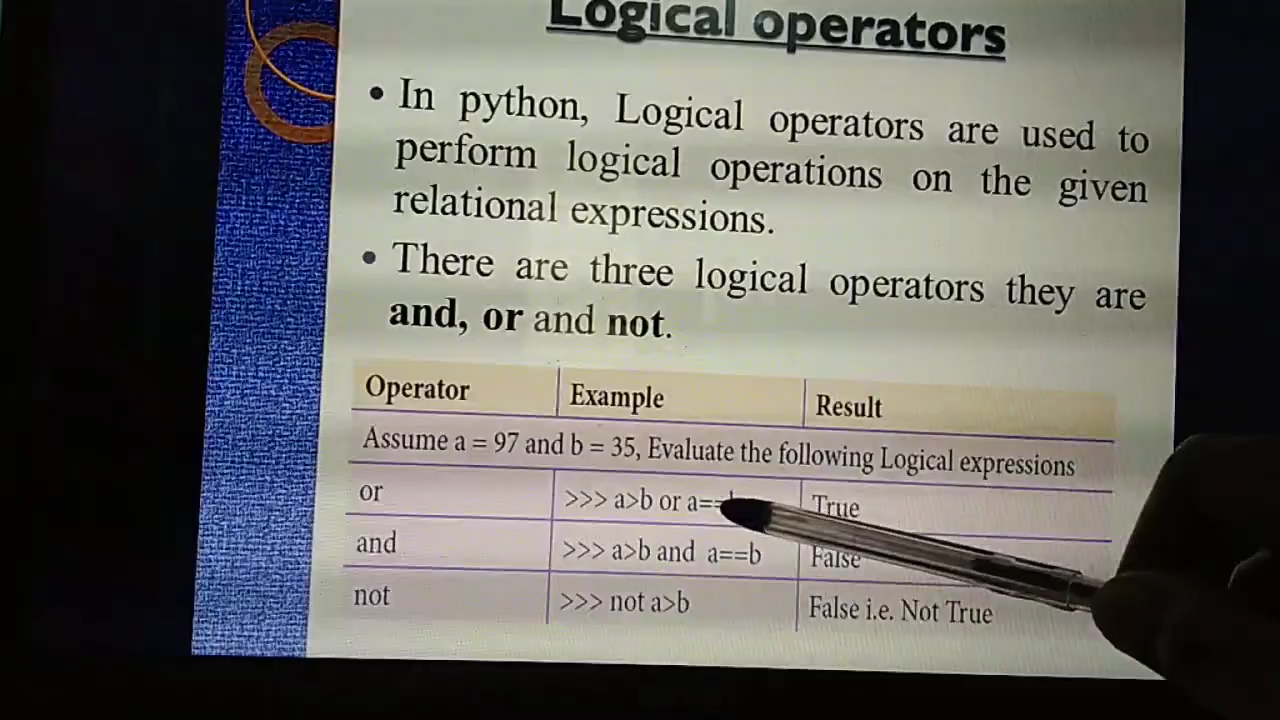 Logical operators
• In python, Logical operators are used to
perform logical operations on the given
relational expressions.
• There are three logical operators they are
and, or and not.
Operator Example Result
Assume a = 97 and b = 35, Evaluate the following Logical expressions
or >>> a>b or a== True
and >>> a>b and a==b False
not >>> not a>b False i.e. Not True